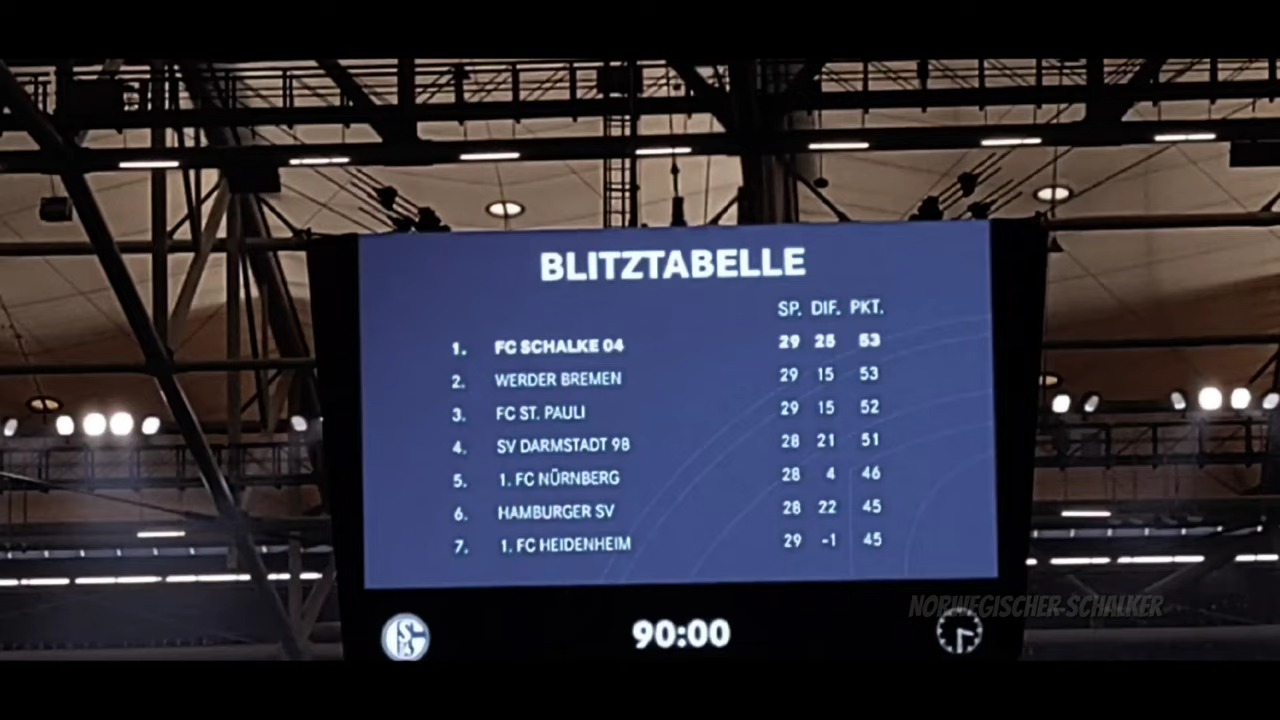 BLITZTABELLE
SP. DIF. PKT.
1. FC SCHALKE 04 29 25 53
2. WERDER BREMEN 29 15 53
3. FC ST. PAULI 29 15 52
4. SV DARMSTADT 98 28 21 51
5. 1. FC NÜRNBERG 28 4 46
6. HAMBURGER SV 28 22 45
7. 1. FC HEIDENHEIM 29 -1 45
NORWEGISCHER-SCHALKER
90:00